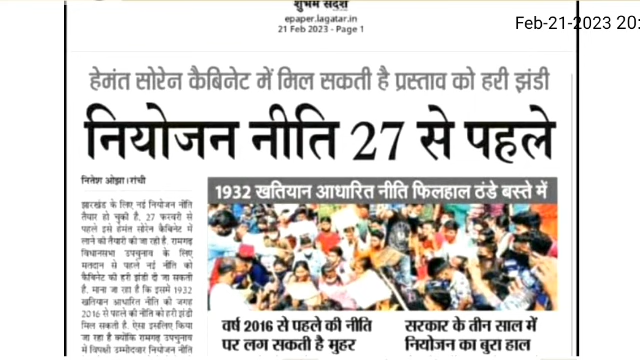 शुभम संदेश
epaper.lagatar.in
21 Feb 2023 - Page 1
Feb-21-2023 20:
हेमंत सोरेन कैबिनेट में मिल सकती है प्रस्ताव को हरी झंडी
नियोजन नीति 27 से पहले
नितेश ओझा। रांची
झारखंड के लिए नई नियोजन नीति
तैयार हो चुकी है. 27 फरवरी से
पहले इसे हेमंत सोरेन कैबिनेट में
लाने की तैयारी की जा रही है. रामगढ़
विधानसभा उपचुनाव के लिए
मतदान से पहले नई नीति को
कैबिनेट की हरी झंडी दी जा सकती
है. माना जा रहा है कि इसमें 1932
खतियान आधारित नीति की जगह
2016 से पहले की नीति को हरी झंडी
मिल सकती है. ऐसा इसलिए किया
जा रहा है क्योंकि रामगढ़ उपचुनाव
में विपक्षी उम्मीदवार नियोजन नीति
1932 खतियान आधारित नीति फिलहाल ठंडे बस्ते में
वर्ष 2016 से पहले की नीति
पर लग सकती है मुहर
सरकार के तीन साल में
नियोजन का बुरा हाल